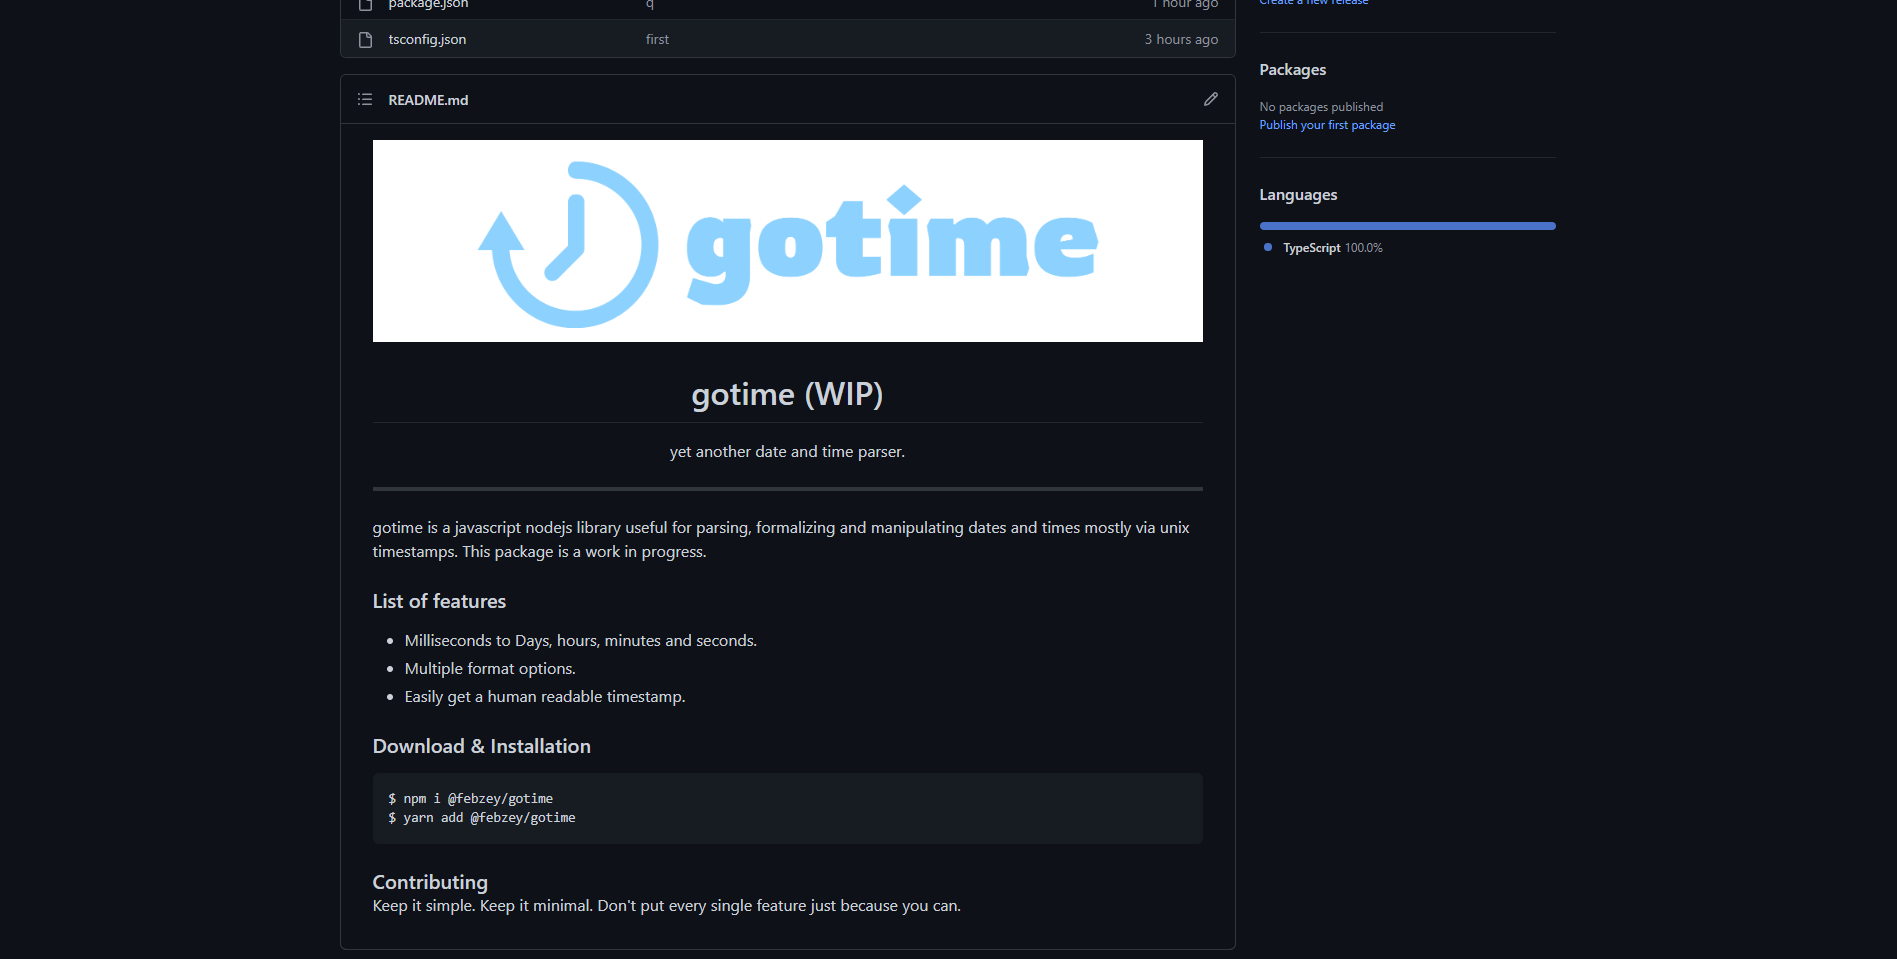 package.json q 1 hour ago
Create a new release
tsconfig.json first 3 hours ago
Packages
No packages published
Publish your first package
Languages
TypeScript 100.0%
README.md
gotime
gotime (WIP)
yet another date and time parser.
gotime is a javascript nodejs library useful for parsing, formalizing and manipulating dates and times mostly via unix
timestamps. This package is a work in progress.
List of features
Milliseconds to Days, hours, minutes and seconds.
Multiple format options.
Easily get a human readable timestamp.
Download & Installation
$ npm i @febzey/gotime
$ yarn add @febzey/gotime
Contributing
Keep it simple. Keep it minimal. Don't put every single feature just because you can.